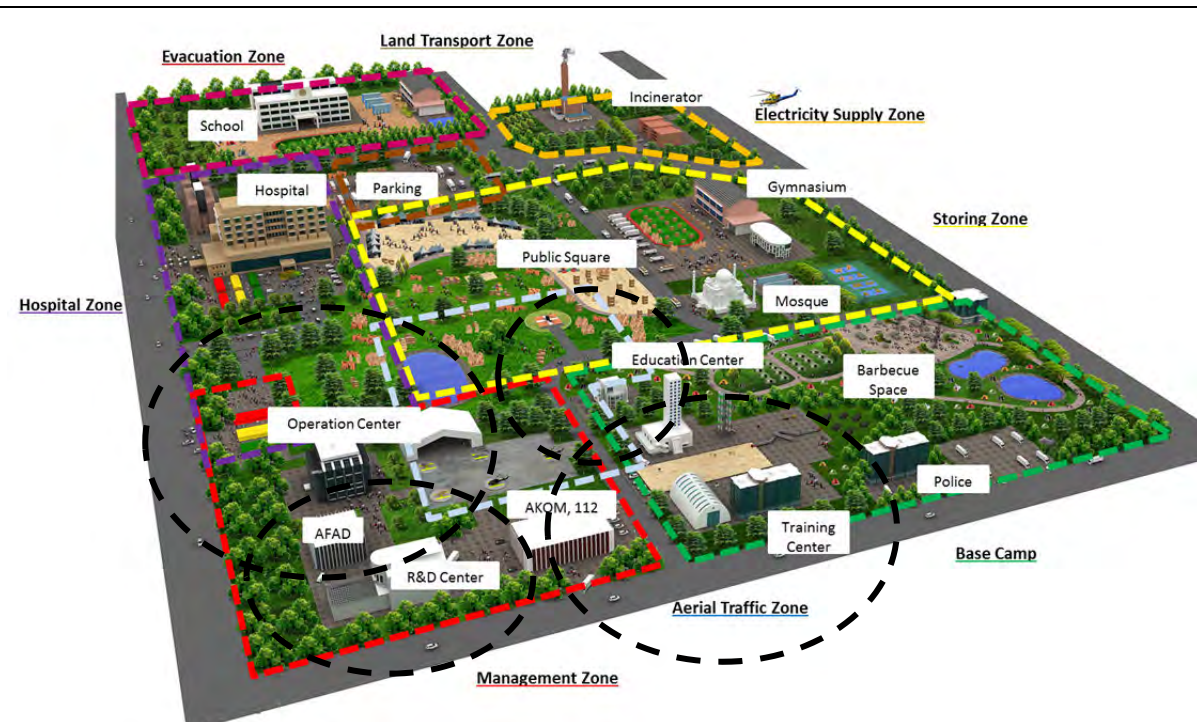 Land Transport Zone
Evacuation Zone
Incinerator
Electricity Supply Zone
School
Hospital
Parking
Gymnasium
Storing Zone
Public Square
Hospital Zone
Mosque
Education Center
Barbecue
Space
Operation Center
Police
AKOM, 112
AFAD
Training
Center
R&D Center
Base Camp
Aerial Traffic Zone
Management Zone